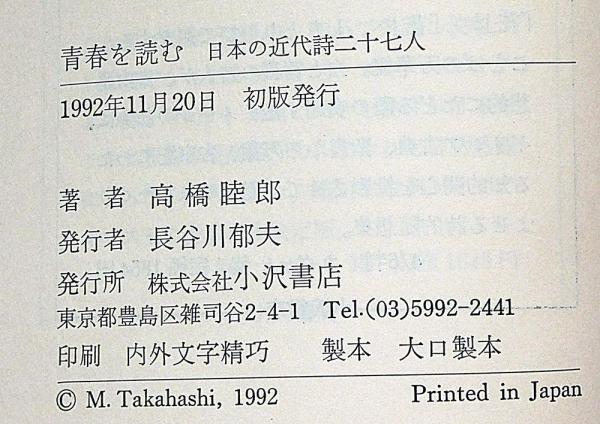 青春を読む 日本の近代詩二十七人
1992年11月20日 初版発行
著 者 高橋睦郎
発行者 長谷川郁夫
発行所 株式会社小沢書店
東京都豊島区雑司谷2-4-1 Tel.(03)5992-2441
印刷 内外文字精巧 製本 大口製本
© M. Takahashi, 1992 Printed in Japan